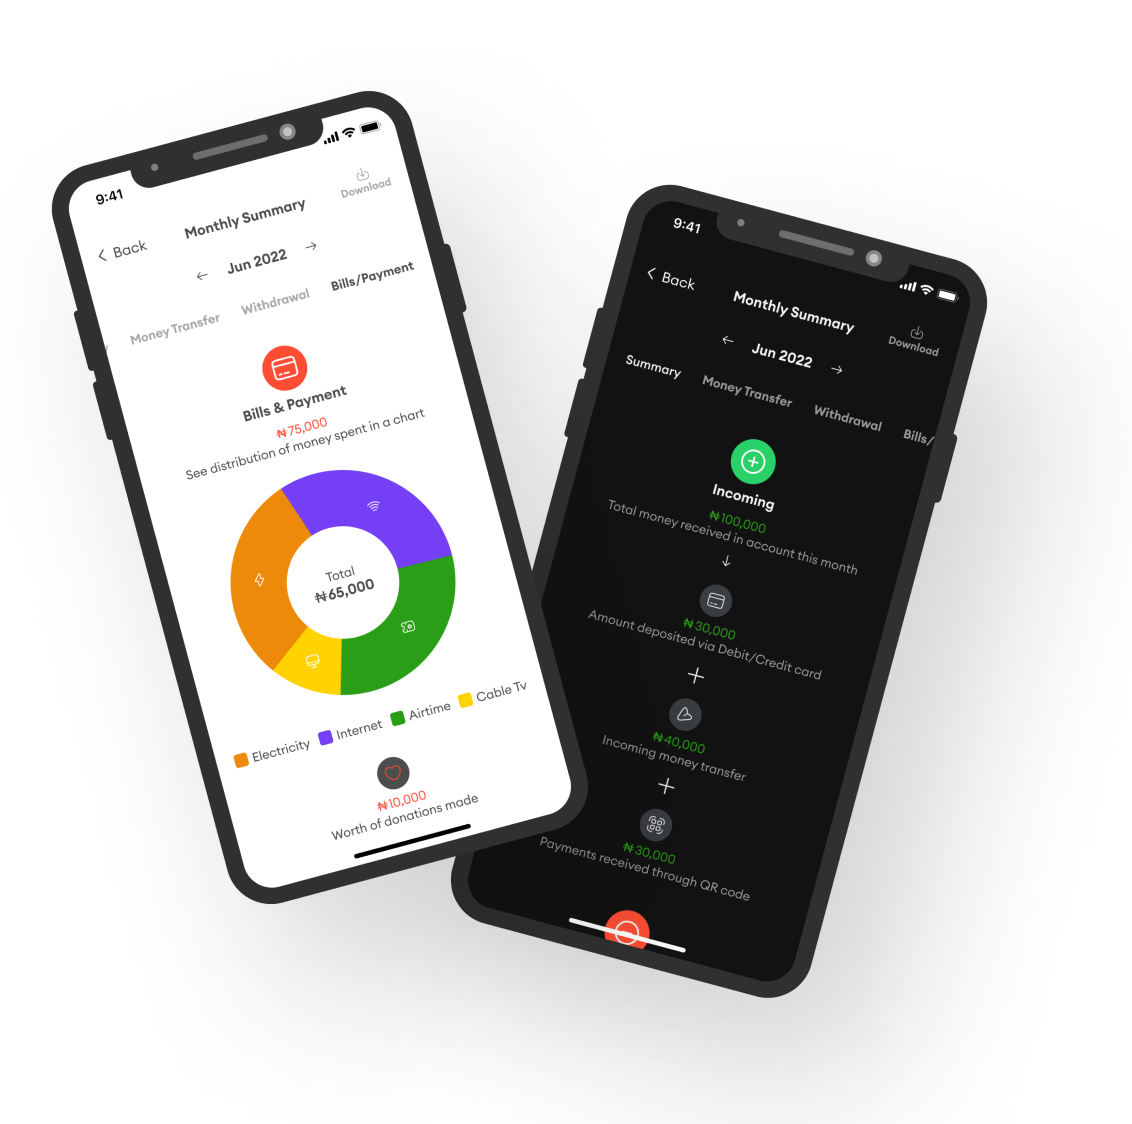 9:41
Download
Monthly Summary
Back
Jun 2022
Money Transfer Withdrawal Bills/Payment
Bills & Payment
₦75,000
See distribution of money spent in a chart
Total
₦65,000
Electricity Internet Airtime Cable Tv
₦10,000
Worth of donations made
9:41
Back
Monthly Summary
Download
Jun 2022
Summary Money Transfer Withdrawal Bills/
Incoming
₦100,000
Total money received in account this month
₦30,000
Amount deposited via Debit/Credit card
₦40,000
Incoming money transfer
₦30,000
Payments received through QR code